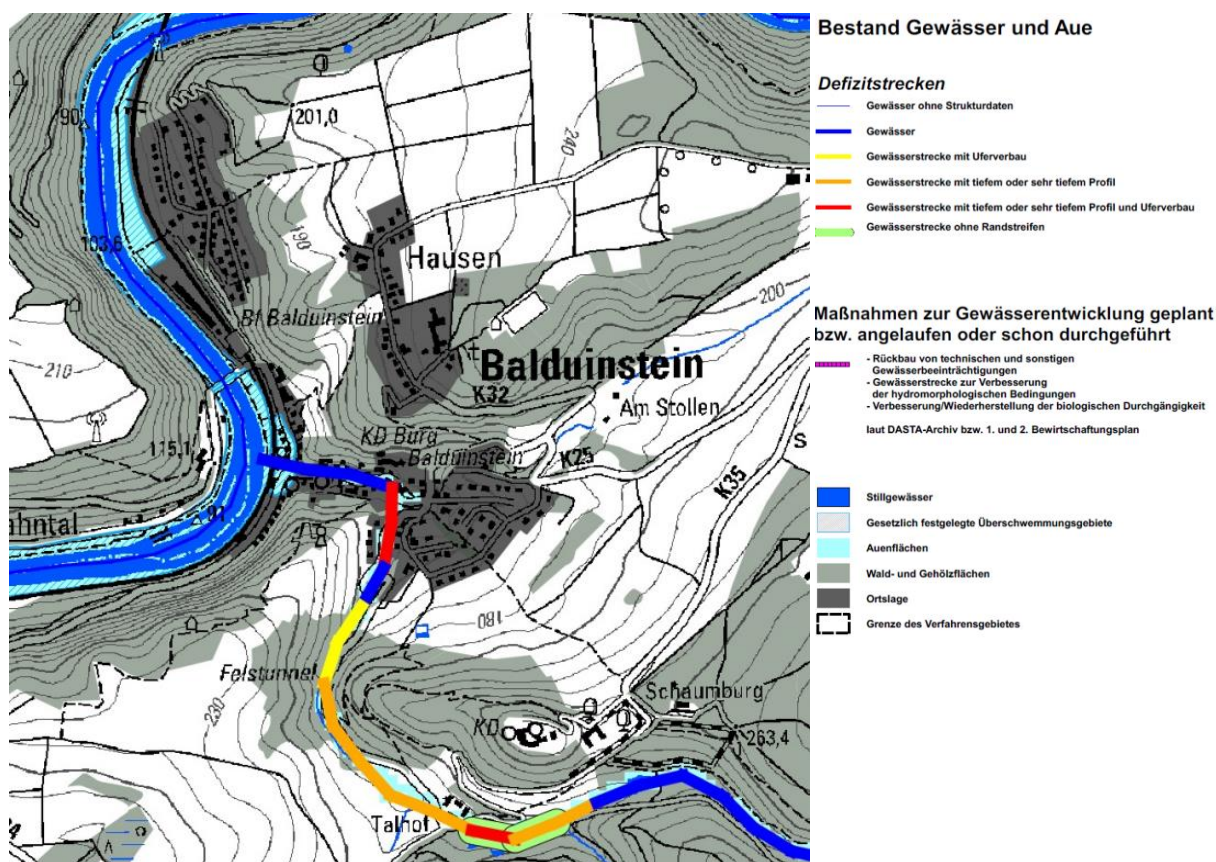 201,0
90
240
103,6
190
Hausen
200
Bf Balduinstein
210
Balduinstein
K32
Am Stollen
KD Burg
Balduinstein
115,1
K25
K35
S
91
ahntal
180
Felstunnel
230
Schaumburg
KD
263,4
Talhof
Bestand Gewässer und Aue
Defizitstrecken
Gewässer ohne Strukturdaten
Gewässer
Gewässerstrecke mit Uferverbau
Gewässerstrecke mit tiefem oder sehr tiefem Profil
Gewässerstrecke mit tiefem oder sehr tiefem Profil und Uferverbau
Gewässerstrecke ohne Randstreifen
Maßnahmen zur Gewässerentwicklung geplant
bzw. angelaufen oder schon durchgeführt
- Rückbau von technischen und sonstigen
Gewässerbeeinträchtigungen
- Gewässerstrecke zur Verbesserung
der hydromorphologischen Bedingungen
- Verbesserung/Wiederherstellung der biologischen Durchgängigkeit
laut DASTA-Archiv bzw. 1. und 2. Bewirtschaftungsplan
Stillgewässer
Gesetzlich festgelegte Überschwemmungsgebiete
Auenflächen
Wald- und Gehölzflächen
Ortslage
Grenze des Verfahrensgebietes